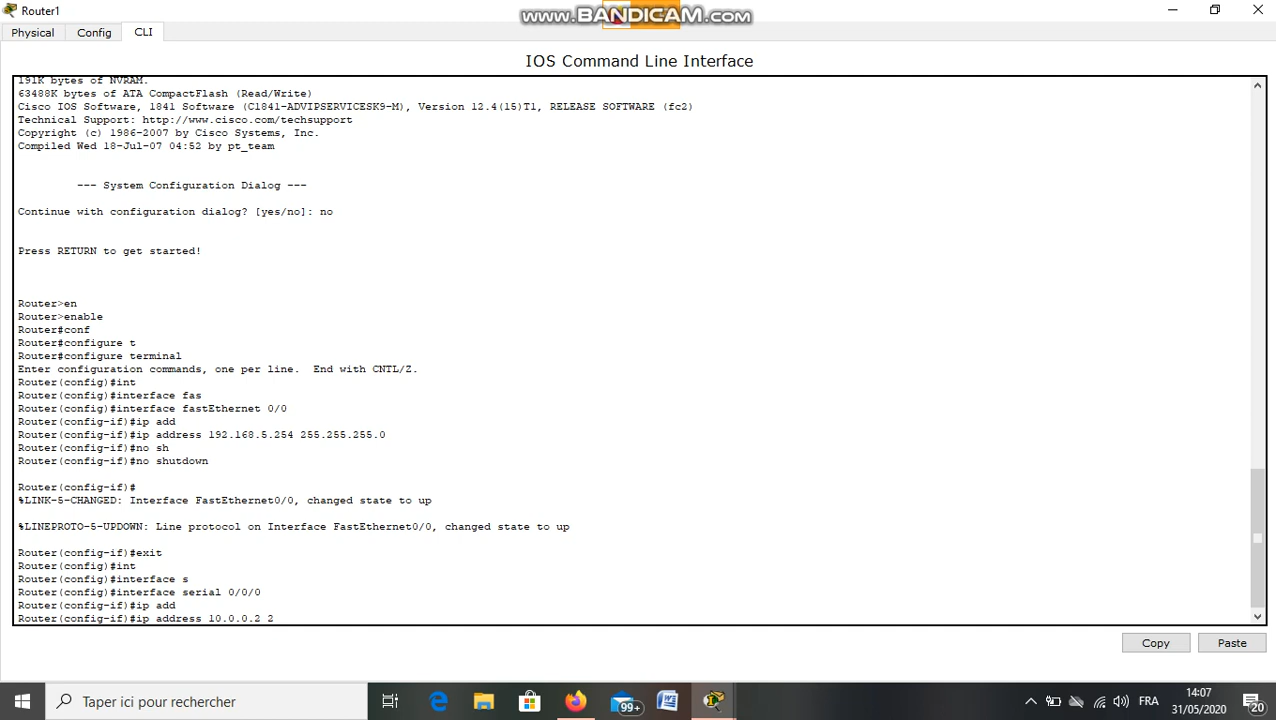 Router1
www.BANDICAM.com
Physical
Config
CLI
IOS Command Line Interface
191K bytes of NVRAM.
63488K bytes of ATA CompactFlash (Read/Write)
Cisco IOS Software, 1841 Software (C1841-ADVIPSERVICESK9-M), Version 12.4(15)T1, RELEASE SOFTWARE (fc2)
Technical Support: http://www.cisco.com/techsupport
Copyright (c) 1986-2007 by Cisco Systems, Inc.
Compiled Wed 18-Jul-07 04:52 by pt_team
--- System Configuration Dialog ---
Continue with configuration dialog? [yes/no]: no
Press RETURN to get started!
Router>en
Router>enable
Router#conf
Router#configure t
Router#configure terminal
Enter configuration commands, one per line.  End with CNTL/Z.
Router(config)#int
Router(config)#interface fas
Router(config)#interface fastEthernet 0/0
Router(config-if)#ip add
Router(config-if)#ip address 192.168.5.254 255.255.255.0
Router(config-if)#no sh
Router(config-if)#no shutdown
Router(config-if)#
%LINK-5-CHANGED: Interface FastEthernet0/0, changed state to up
%LINEPROTO-5-UPDOWN: Line protocol on Interface FastEthernet0/0, changed state to up
Router(config-if)#exit
Router(config)#int
Router(config)#interface s
Router(config)#interface serial 0/0/0
Router(config-if)#ip add
Router(config-if)#ip address 10.0.0.2 2
Copy
Paste
Taper ici pour rechercher
99+
FRA
14:07
31/05/2020
20